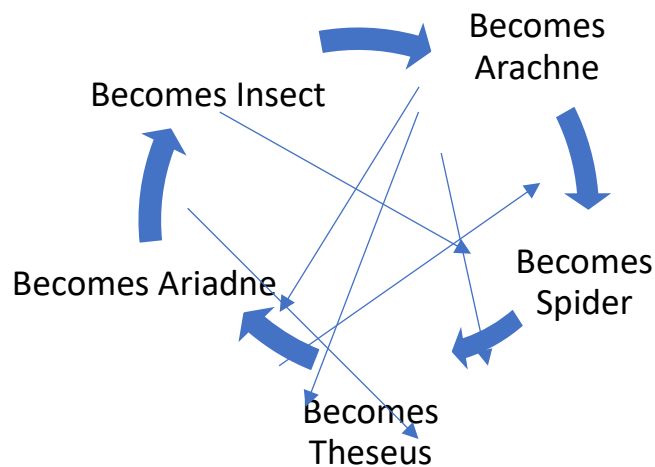 Becomes
Arachne
Becomes Insect
Becomes
Spider
Becomes Ariadne
Becomes
Theseus